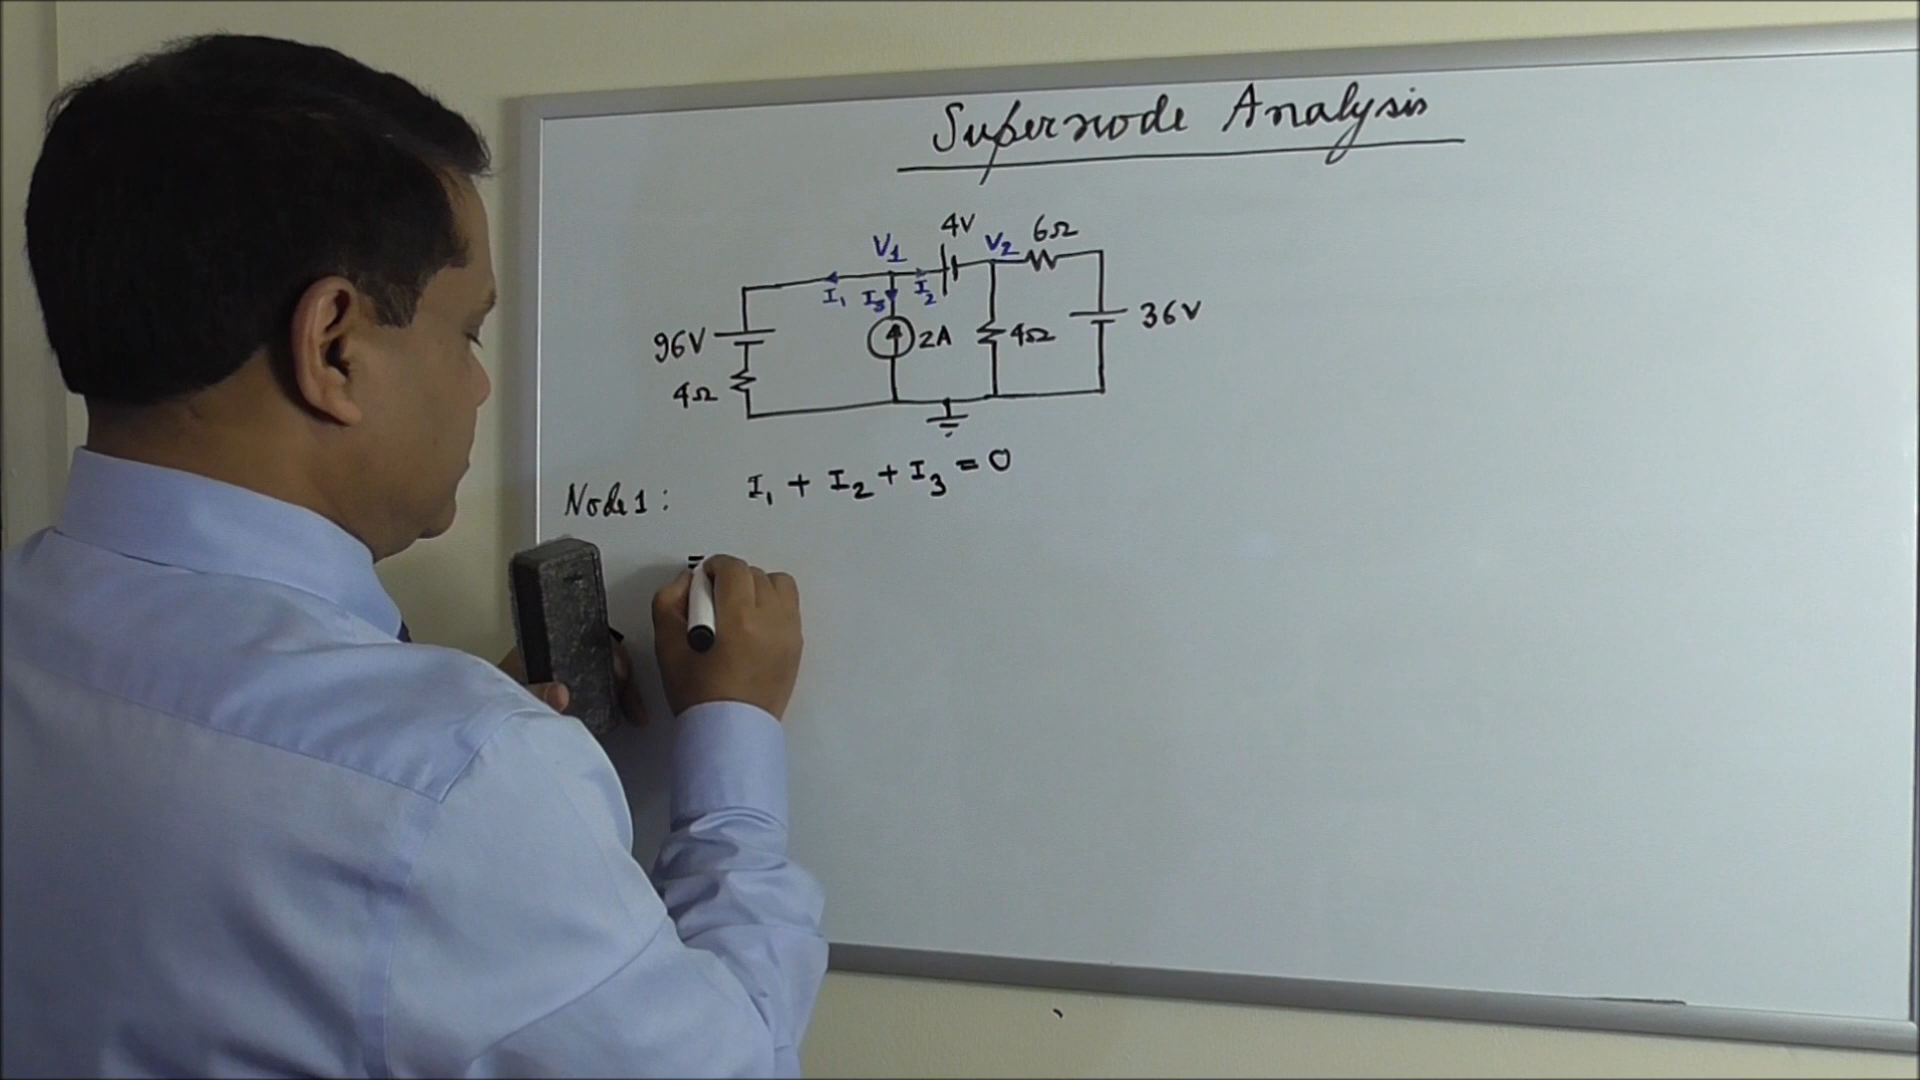 Supernode Analysis
4V
V₁ V₂ 6Ω
I₁ I₃ I₂
96V 2A 4Ω 36V
4Ω
Node 1: I₁ + I₂ + I₃ = 0
=